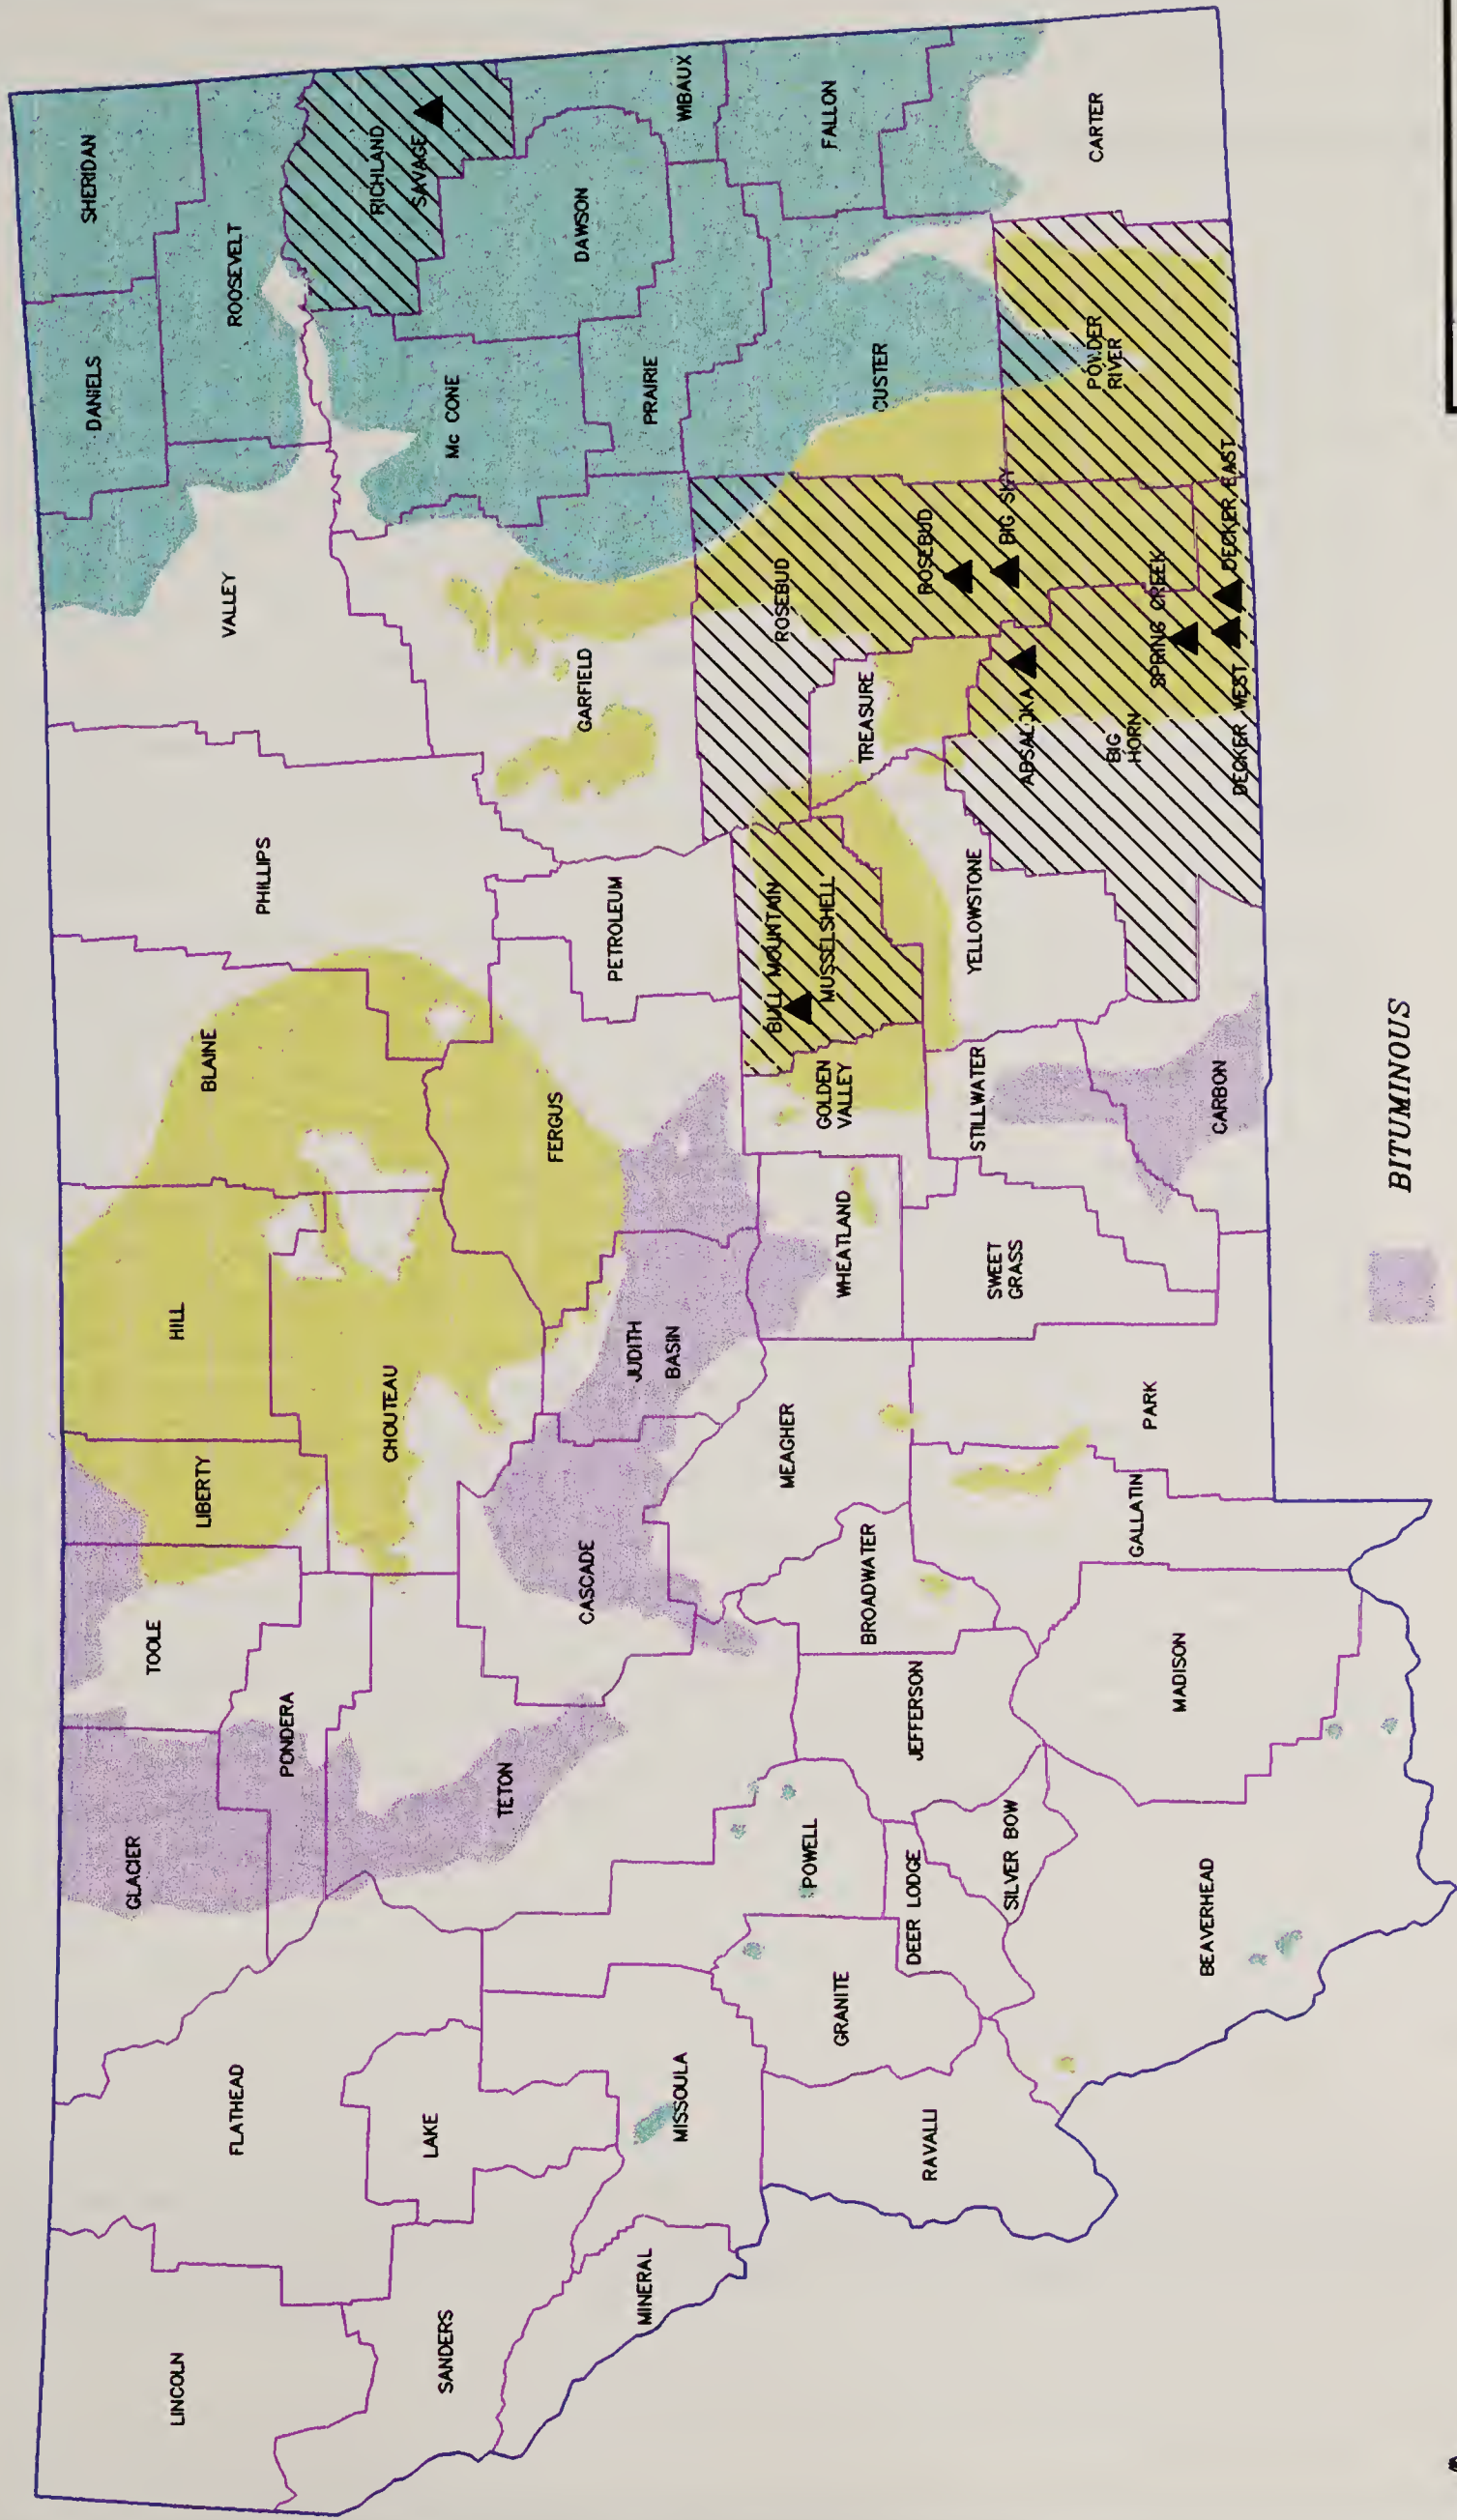 LINCOLN
FLATHEAD
GLACIER
TOOLE
LIBERTY
HILL
BLAINE
PHILLIPS
VALLEY
DANIELS
SHERIDAN
ROOSEVELT
SANDERS
LAKE
PONDERA
TETON
CHOUTEAU
CASCADE
FERGUS
PETROLEUM
GARFIELD
Mc CONE
RICHLAND
SAVAGE
DAWSON
PRAIRIE
WIBAUX
MINERAL
MISSOULA
POWELL
JUDITH
BASIN
MEAGHER
WHEATLAND
GOLDEN
VALLEY
BULL MOUNTAIN
MUSSELSHELL
ROSEBUD
TREASURE
CUSTER
FALLON
RAVALLI
GRANITE
DEER LODGE
SILVER BOW
JEFFERSON
BROADWATER
SWEET
GRASS
STILLWATER
YELLOWSTONE
ROSEBUD
BIG SKY
ABSALOKA
BIG
HORN
SPRING CREEK
DECKER WEST
DECKER EAST
POWDER
RIVER
CARTER
BEAVERHEAD
MADISON
GALLATIN
PARK
CARBON
BITUMINOUS